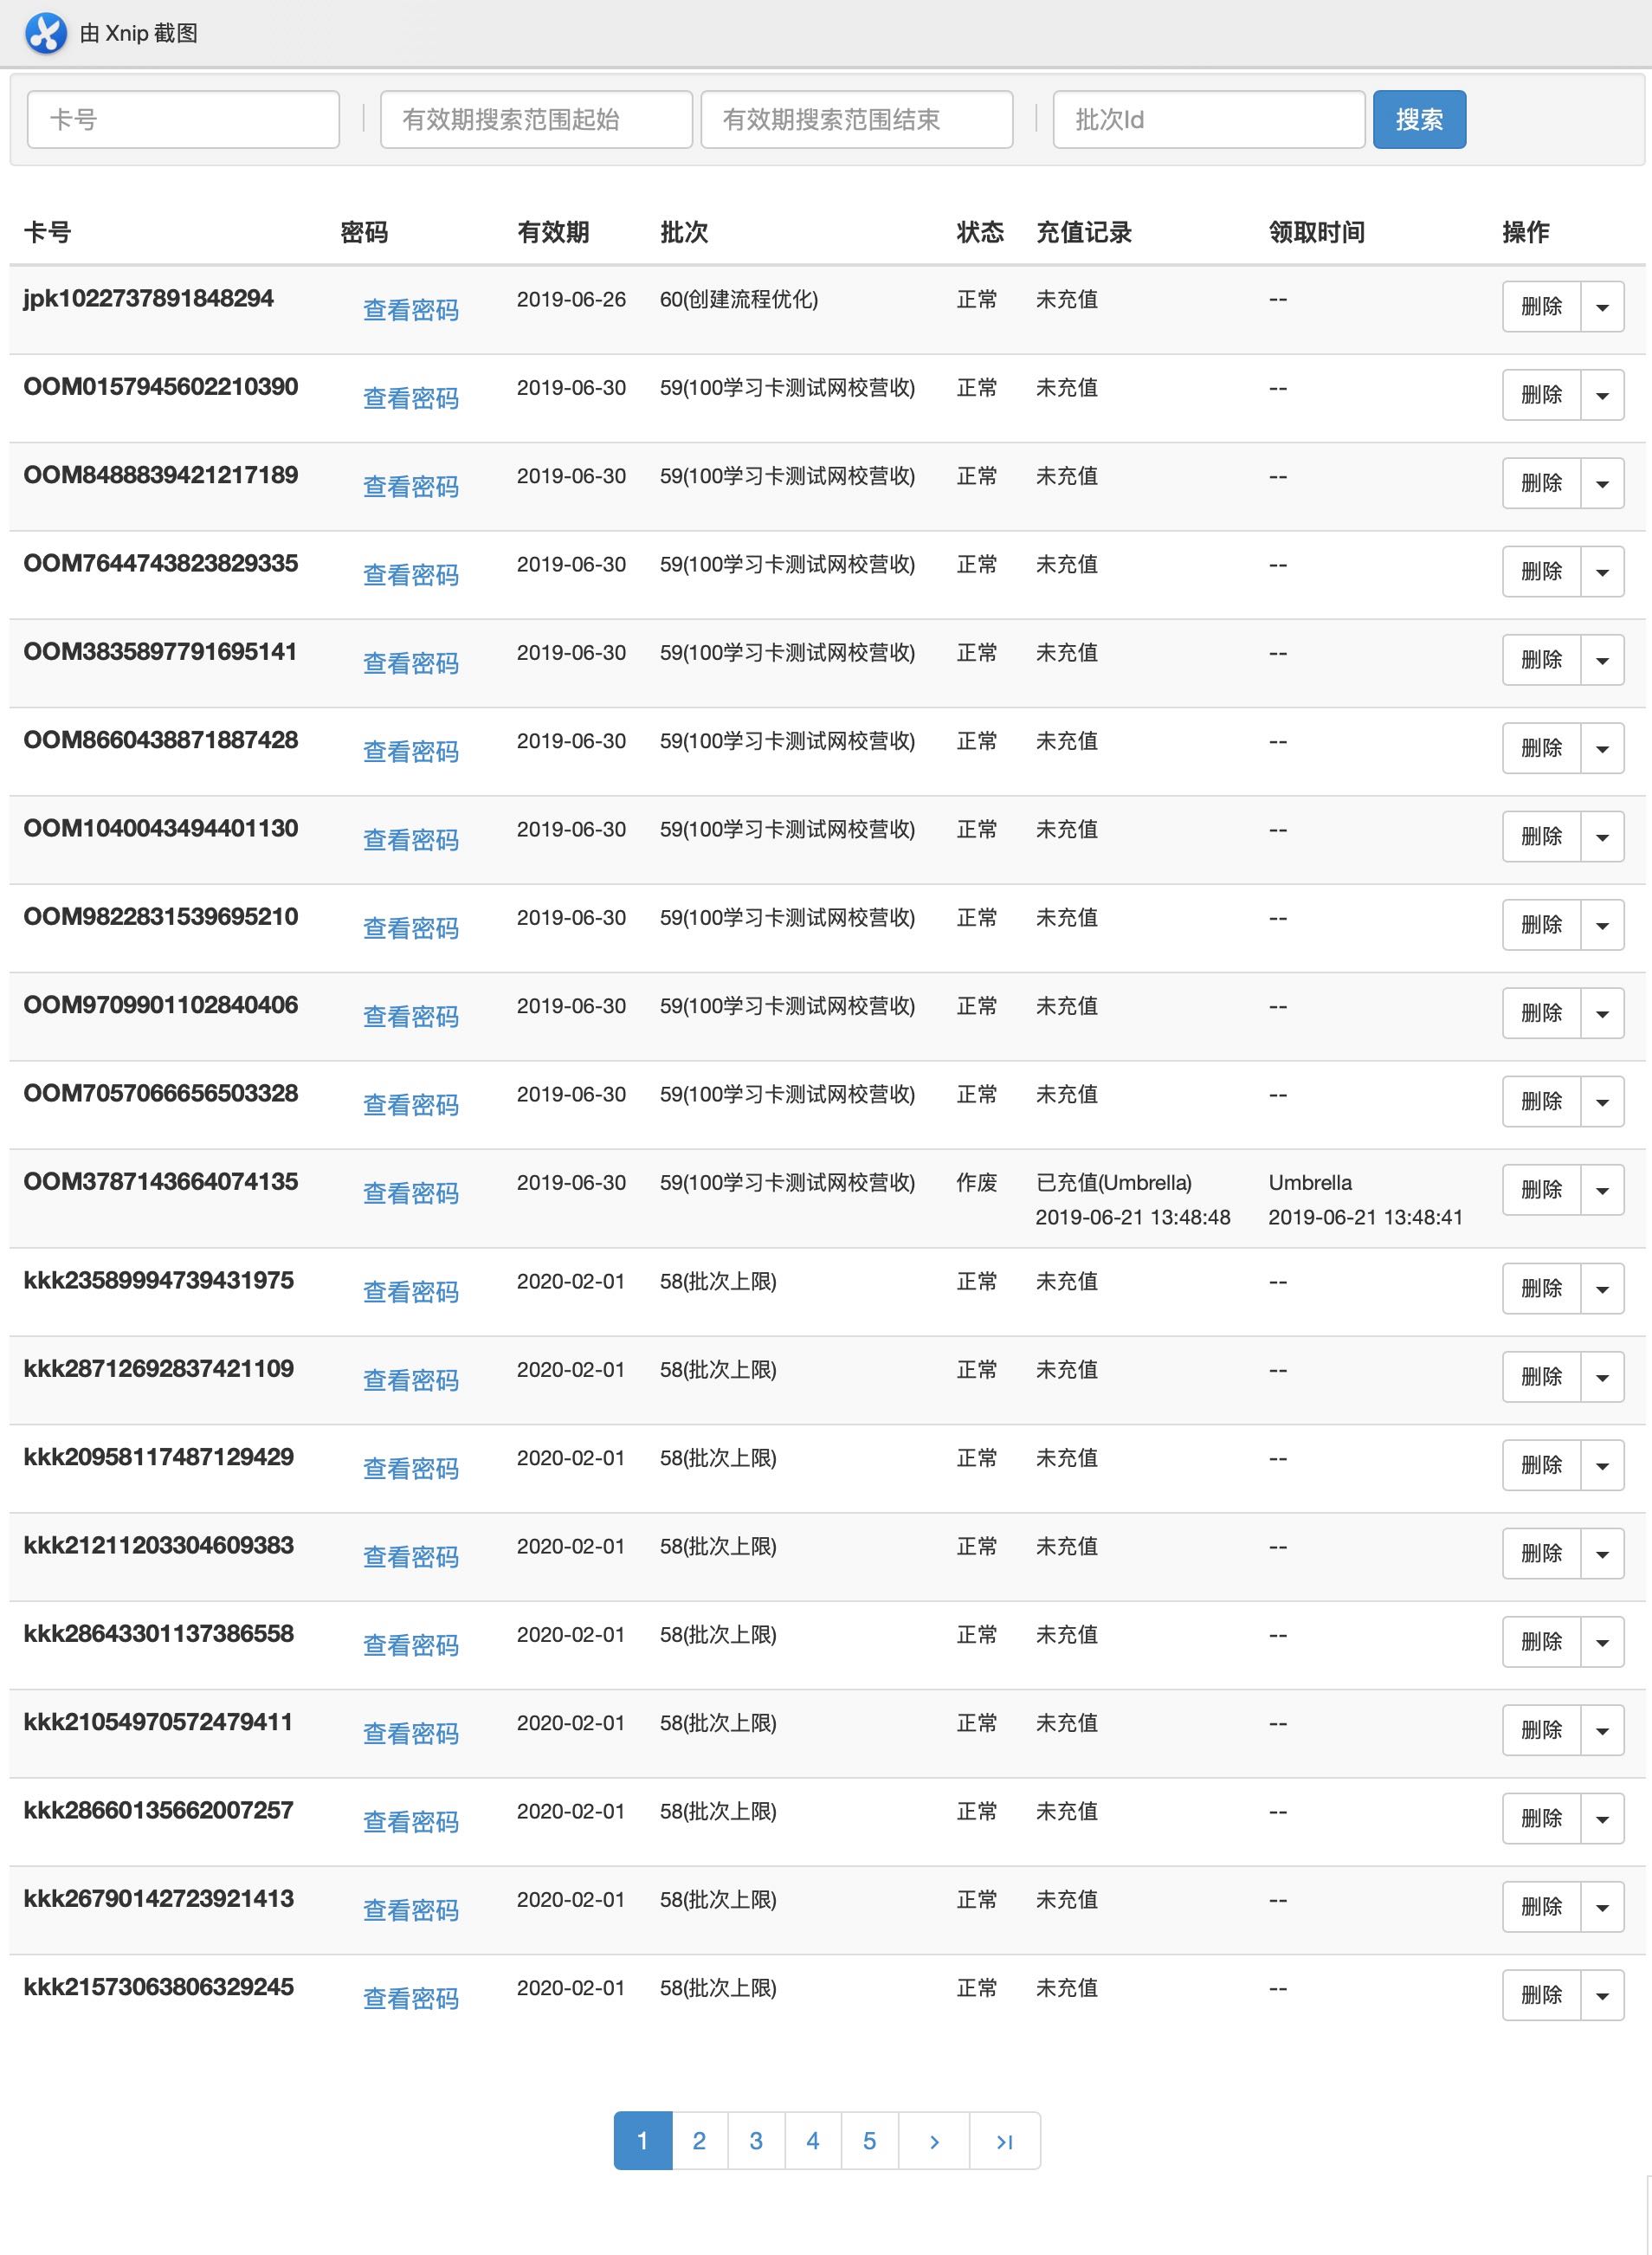 由 Xnip 截图
卡号 有效期搜索范围起始 有效期搜索范围结束 批次Id 搜索
卡号 密码 有效期 批次 状态 充值记录 领取时间 操作
jpk1022737891848294 查看密码 2019-06-26 60(创建流程优化) 正常 未充值 -- 删除
OOM0157945602210390 查看密码 2019-06-30 59(100学习卡测试网校营收) 正常 未充值 -- 删除
OOM8488839421217189 查看密码 2019-06-30 59(100学习卡测试网校营收) 正常 未充值 -- 删除
OOM7644743823829335 查看密码 2019-06-30 59(100学习卡测试网校营收) 正常 未充值 -- 删除
OOM3835897791695141 查看密码 2019-06-30 59(100学习卡测试网校营收) 正常 未充值 -- 删除
OOM8660438871887428 查看密码 2019-06-30 59(100学习卡测试网校营收) 正常 未充值 -- 删除
OOM1040043494401130 查看密码 2019-06-30 59(100学习卡测试网校营收) 正常 未充值 -- 删除
OOM9822831539695210 查看密码 2019-06-30 59(100学习卡测试网校营收) 正常 未充值 -- 删除
OOM9709901102840406 查看密码 2019-06-30 59(100学习卡测试网校营收) 正常 未充值 -- 删除
OOM7057066656503328 查看密码 2019-06-30 59(100学习卡测试网校营收) 正常 未充值 -- 删除
OOM3787143664074135 查看密码 2019-06-30 59(100学习卡测试网校营收) 作废 已充值(Umbrella) Umbrella 删除
2019-06-21 13:48:48 2019-06-21 13:48:41
kkk23589994739431975 查看密码 2020-02-01 58(批次上限) 正常 未充值 -- 删除
kkk28712692837421109 查看密码 2020-02-01 58(批次上限) 正常 未充值 -- 删除
kkk20958117487129429 查看密码 2020-02-01 58(批次上限) 正常 未充值 -- 删除
kkk21211203304609383 查看密码 2020-02-01 58(批次上限) 正常 未充值 -- 删除
kkk28643301137386558 查看密码 2020-02-01 58(批次上限) 正常 未充值 -- 删除
kkk21054970572479411 查看密码 2020-02-01 58(批次上限) 正常 未充值 -- 删除
kkk28660135662007257 查看密码 2020-02-01 58(批次上限) 正常 未充值 -- 删除
kkk26790142723921413 查看密码 2020-02-01 58(批次上限) 正常 未充值 -- 删除
kkk21573063806329245 查看密码 2020-02-01 58(批次上限) 正常 未充值 -- 删除
1 2 3 4 5